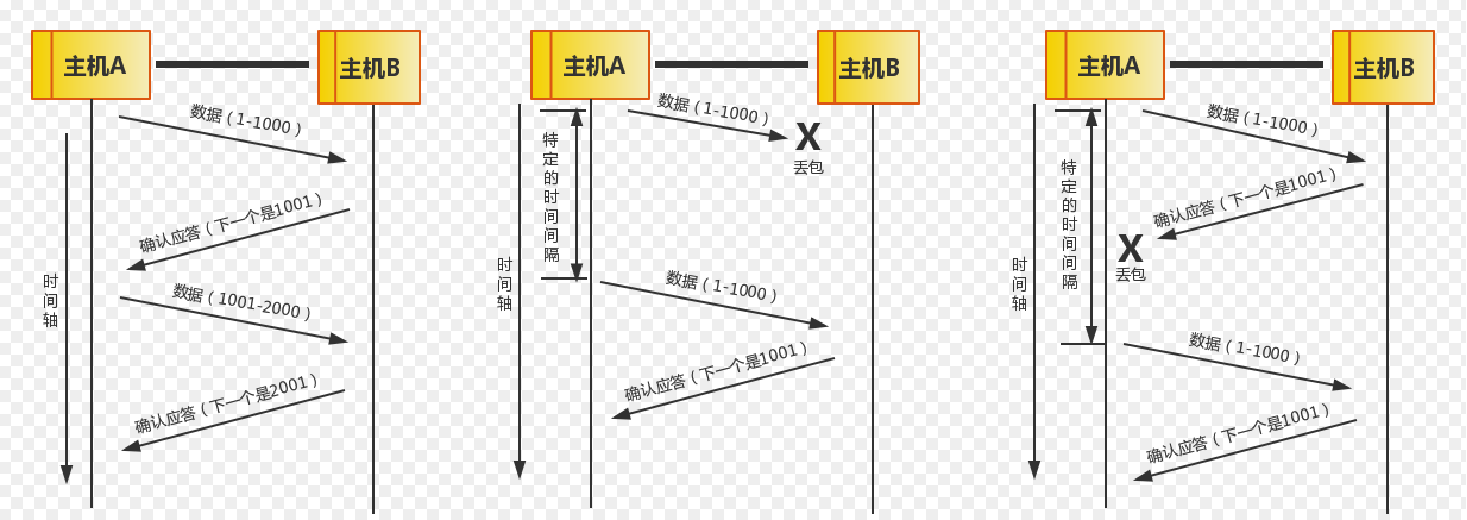 主机A
主机B
数据（1-1000）
确认应答（下一个是1001）
数据（1001-2000）
确认应答（下一个是2001）
时间轴
主机A
主机B
数据（1-1000）
X
丢包
特定的时间间隔
数据（1-1000）
确认应答（下一个是1001）
时间轴
主机A
主机B
数据（1-1000）
确认应答（下一个是1001）
X
丢包
特定的时间间隔
数据（1-1000）
确认应答（下一个是1001）
时间轴